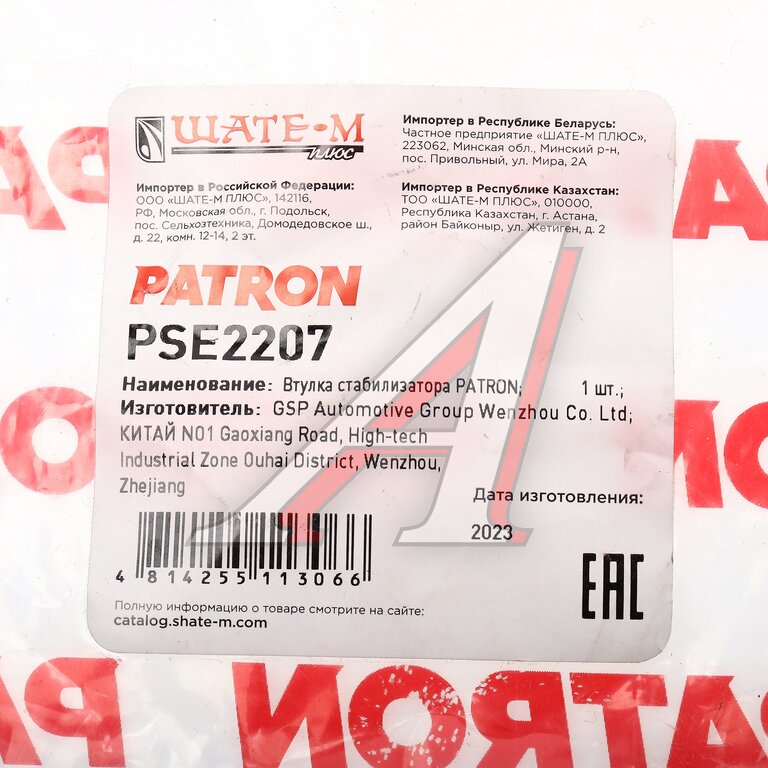 ШАТЕ-М
ПЛЮС
Импортер в Республике Беларусь:
Частное предприятие «ШАТЕ-М ПЛЮС»,
223062, Минская обл., Минский р-н,
пос. Привольный, ул. Мира, 2А
Импортер в Российской Федерации:
ООО «ШАТЕ-М ПЛЮС», 142116,
РФ, Московская обл., г. Подольск,
пос. Сельхозтехника, Домодедовское ш.,
д. 22, комн. 12-14, 2 эт.
Импортер в Республике Казахстан:
ТОО "ШАТЕ-М ПЛЮС", 010000,
Республика Казахстан, г. Астана,
район Байконыр, ул. Жетиген, д. 2
PATRON
PSE2207
Наименование: Втулка стабилизатора PATRON; 1 шт.;
Изготовитель: GSP Automotive Group Wenzhou Co. Ltd;
КИТАЙ N01 Gaoxiang Road, High-tech
Industrial Zone Ouhai District, Wenzhou,
Zhejiang
Дата изготовления:
2023
4 814255 113066
EAC
Полную информацию о товаре смотрите на сайте:
catalog.shate-m.com
PATRON